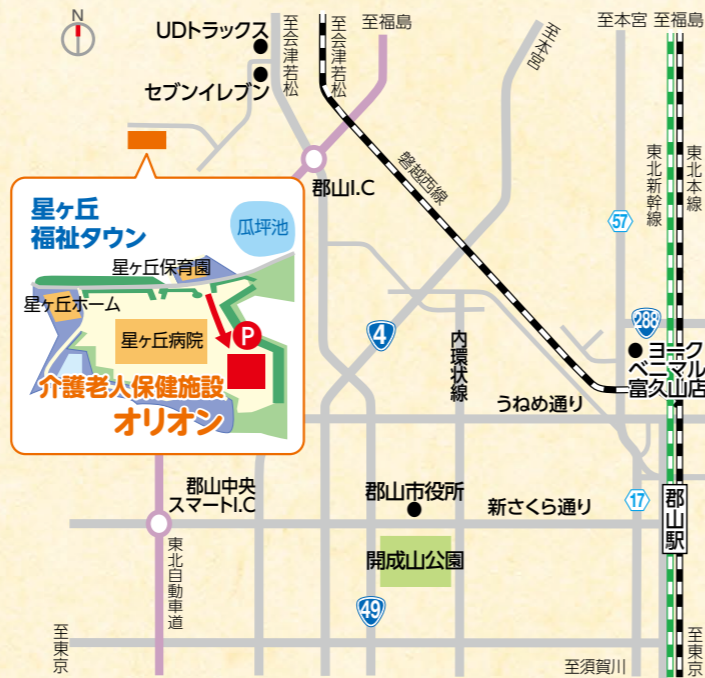 N
UDトラックス
セブンイレブン
至会津若松
至会津若松
至福島
至本宮
至本宮
至福島
郡山I.C
磐越西線
東北新幹線
東北本線
57
星ヶ丘
福祉タウン
瓜坪池
星ヶ丘保育園
星ヶ丘ホーム
星ヶ丘病院
P
介護老人保健施設
オリオン
4
内環状線
288
ヨーク
ベニマル
富久山店
うねめ通り
郡山中央
スマートI.C
郡山市役所
新さくら通り
17
郡山駅
開成山公園
東北自動車道
49
至東京
至須賀川
至東京